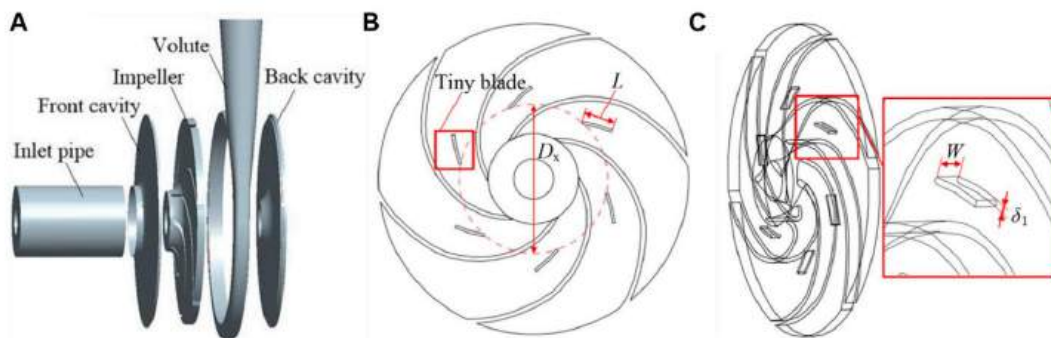 A
Volute
Impeller
Back cavity
Front cavity
Inlet pipe
B
Tiny blade
L
Dx
C
W
δ1